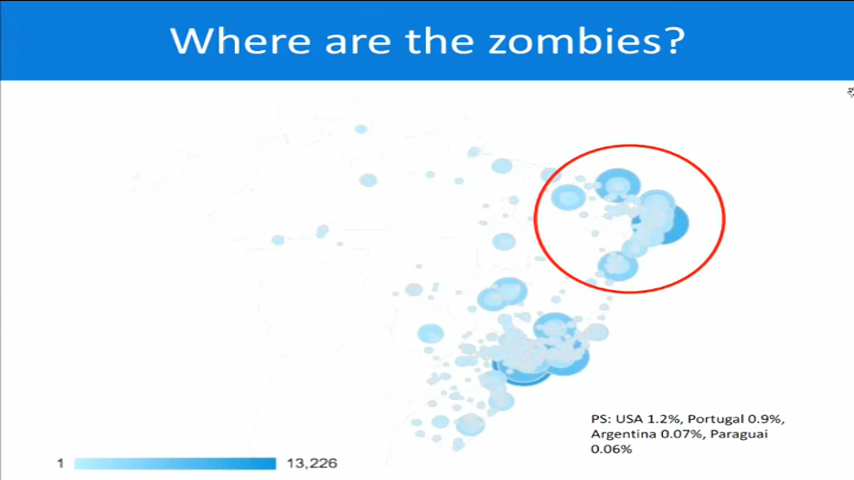 Where are the zombies?
PS: USA 1.2%, Portugal 0.9%,
Argentina 0.07%, Paraguai
0.06%
1 13,226